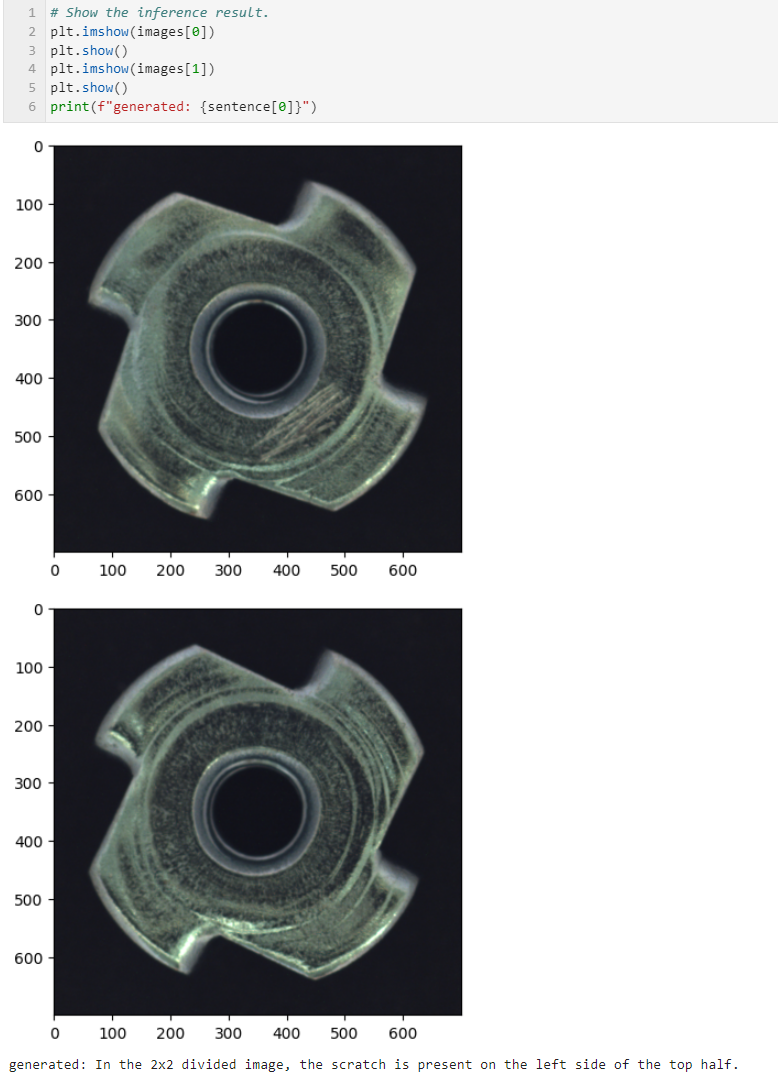 1 # Show the inference result.
2 plt.imshow(images[0])
3 plt.show()
4 plt.imshow(images[1])
5 plt.show()
6 print(f"generated: {sentence[0]}")
0
100
200
300
400
500
600
0 100 200 300 400 500 600
0
100
200
300
400
500
600
0 100 200 300 400 500 600
generated: In the 2x2 divided image, the scratch is present on the left side of the top half.